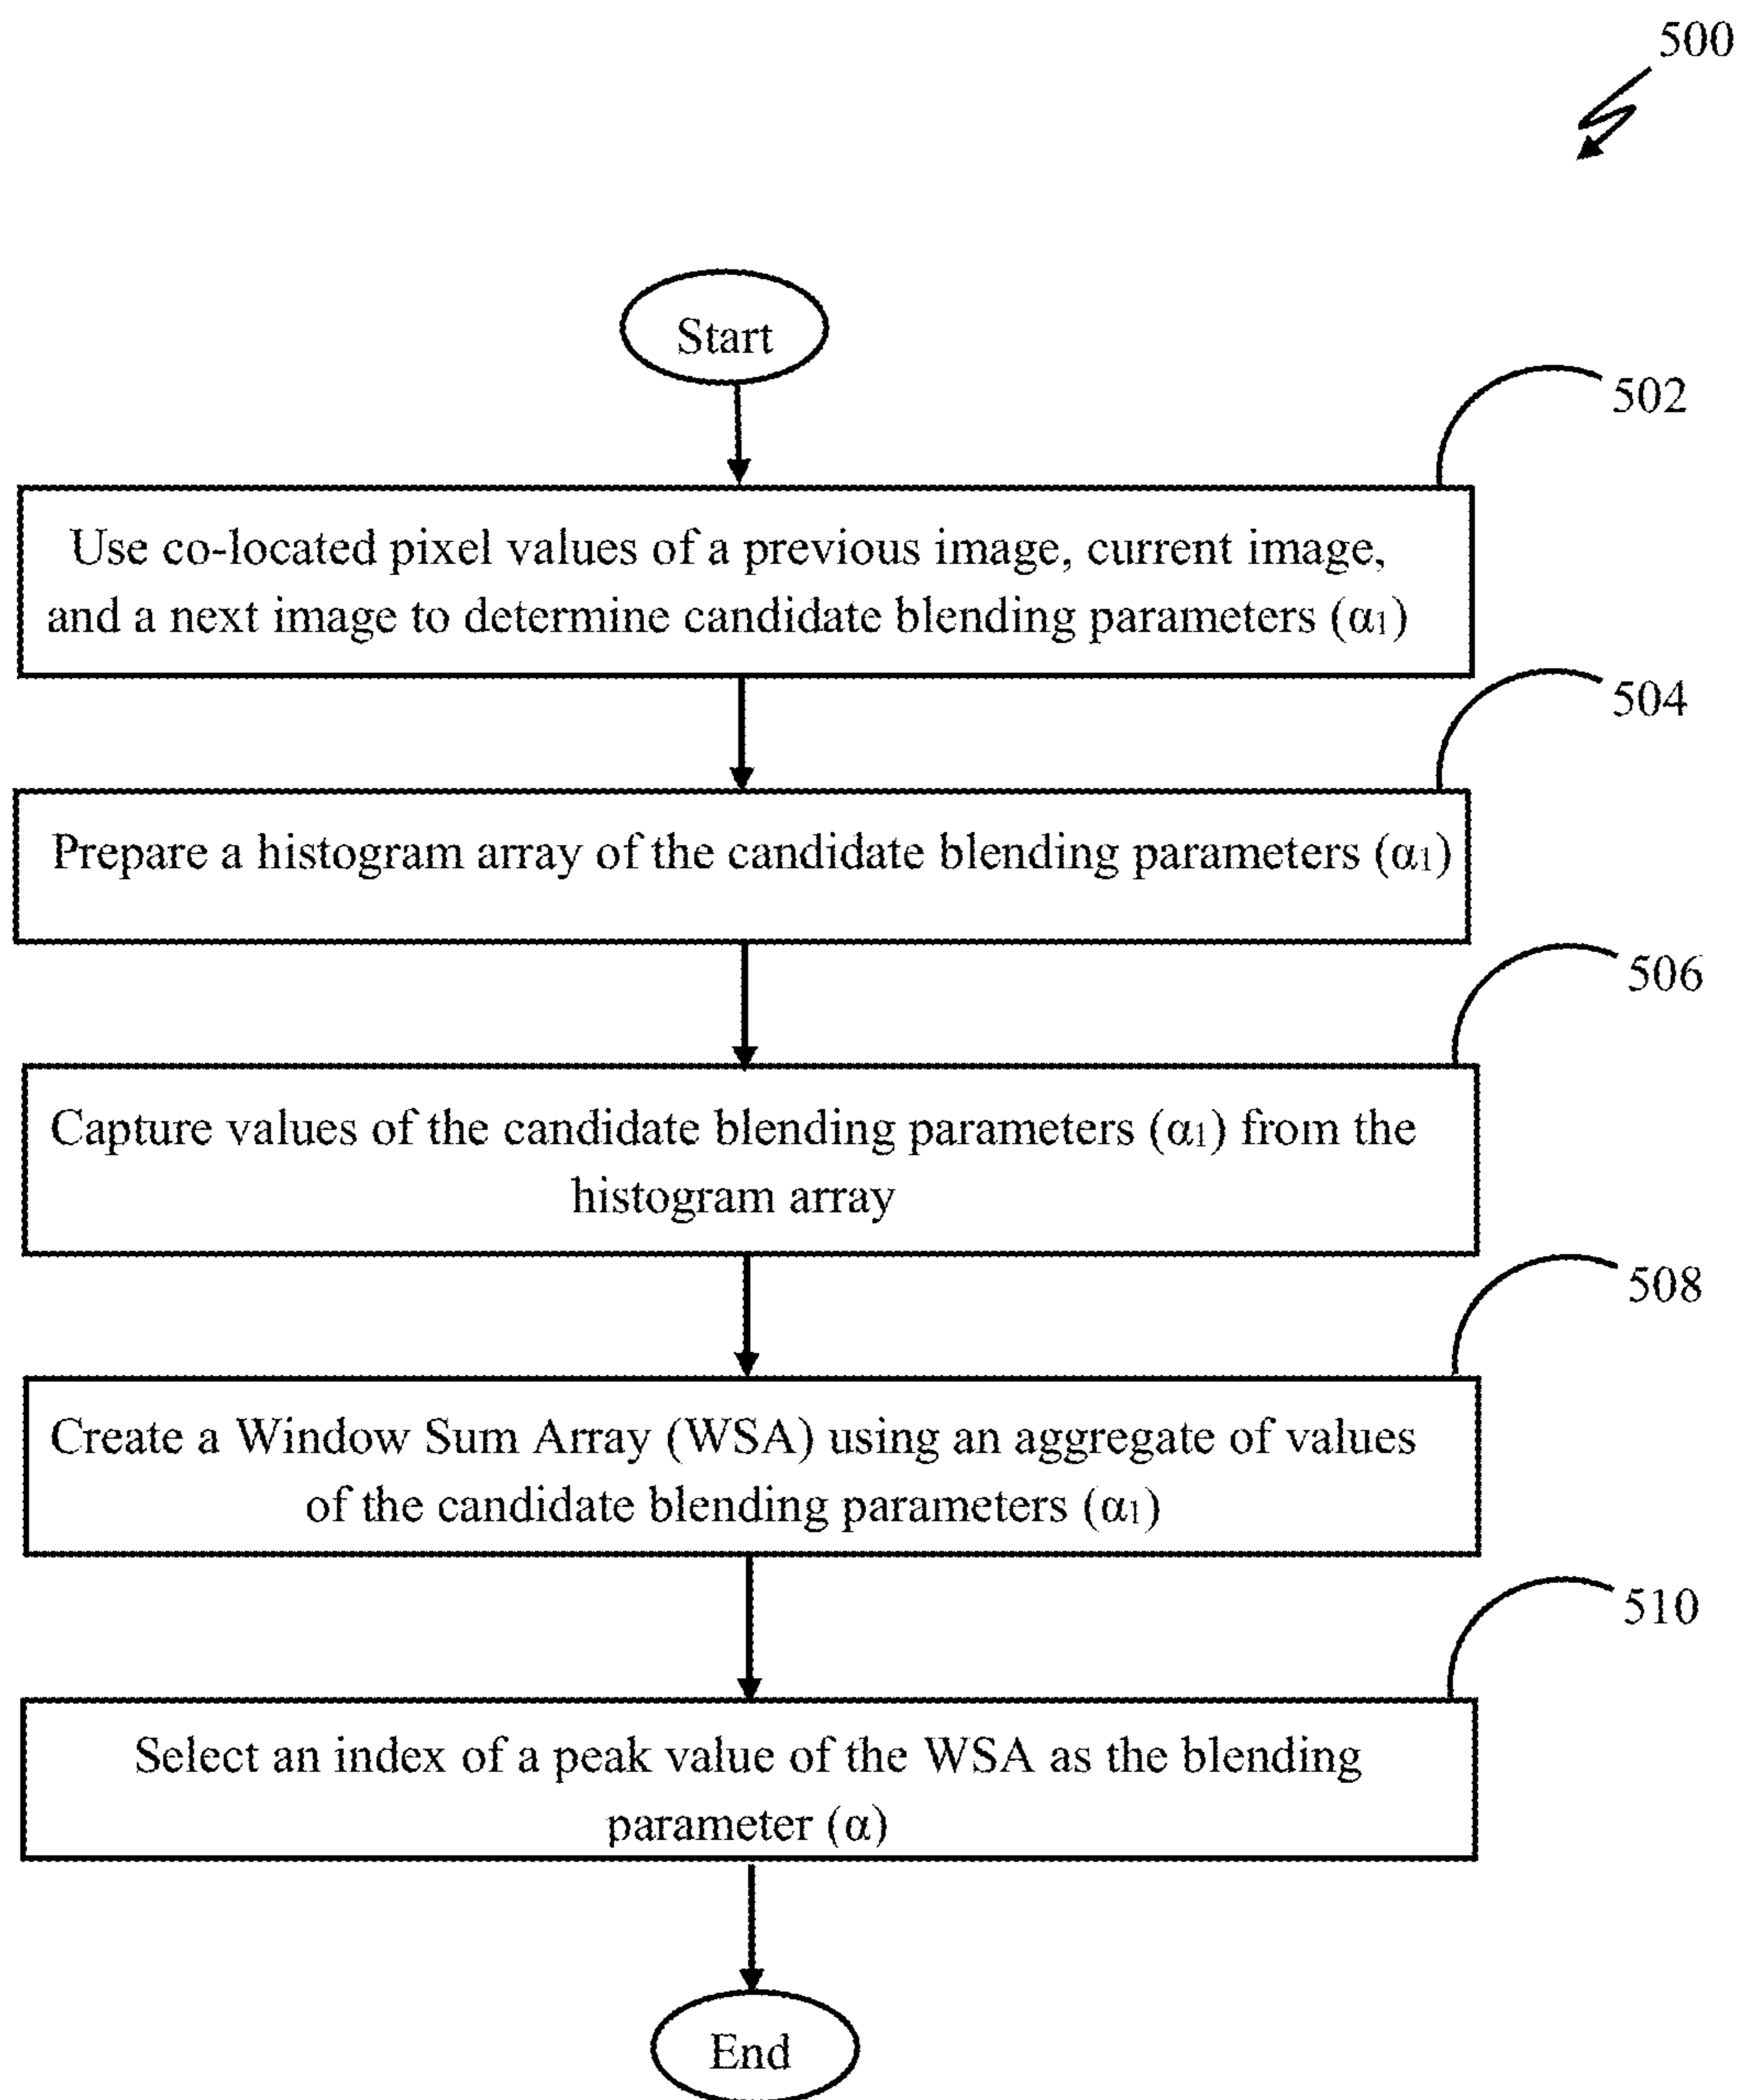 500
Start
502
Use co-located pixel values of a previous image, current image,
and a next image to determine candidate blending parameters (α₁)
504
Prepare a histogram array of the candidate blending parameters (α₁)
506
Capture values of the candidate blending parameters (α₁) from the
histogram array
508
Create a Window Sum Array (WSA) using an aggregate of values
of the candidate blending parameters (α₁)
510
Select an index of a peak value of the WSA as the blending
parameter (α)
End